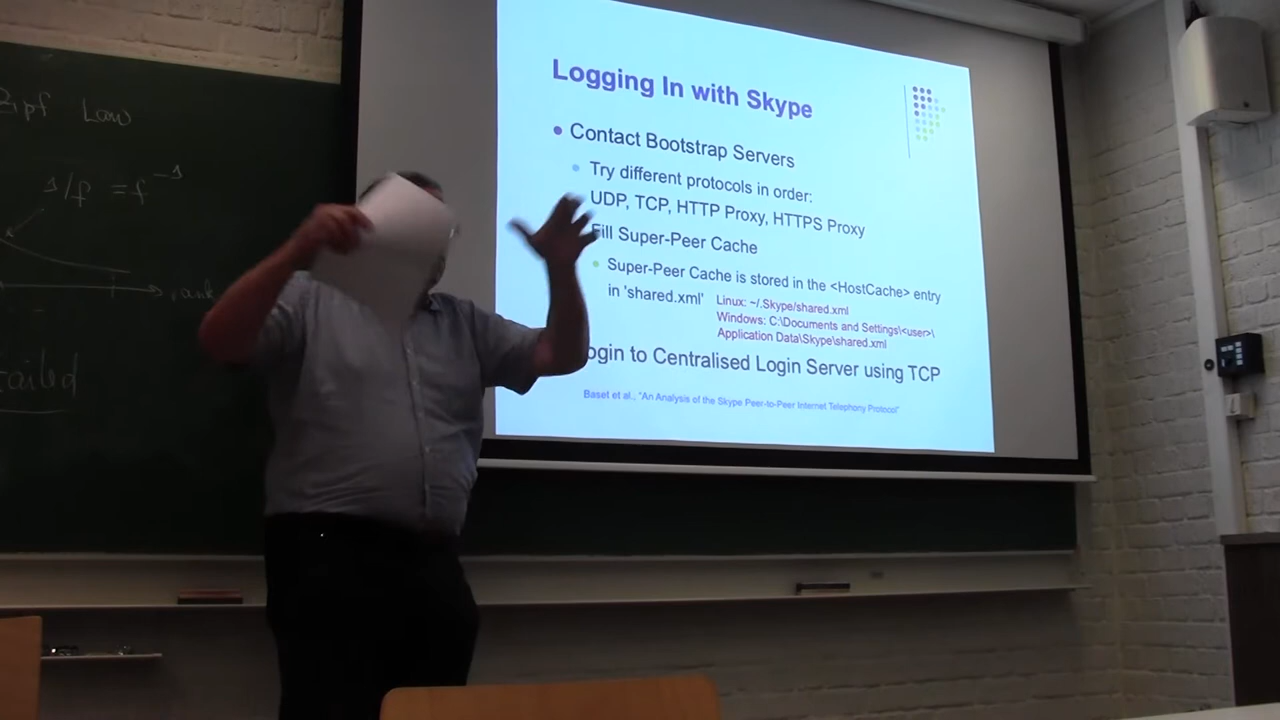 Zipf Law
1/f = f^-1
rank
tailed
Logging In with Skype
Contact Bootstrap Servers
Try different protocols in order:
UDP, TCP, HTTP Proxy, HTTPS Proxy
Fill Super-Peer Cache
Super-Peer Cache is stored in the <HostCache> entry
in 'shared.xml'
Linux: ~/.Skype/shared.xml
Windows: C:\Documents and Settings\<user>\
Application Data\Skype\shared.xml
ogin to Centralised Login Server using TCP
Baset et al., "An Analysis of the Skype Peer-to-Peer Internet Telephony Protocol"